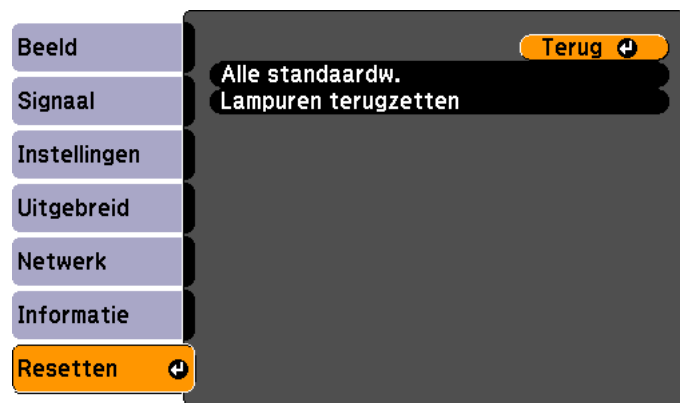 Beeld
Signaal
Instellingen
Uitgebreid
Netwerk
Informatie
Resetten
Terug
Alle standaardw.
Lampuren terugzetten